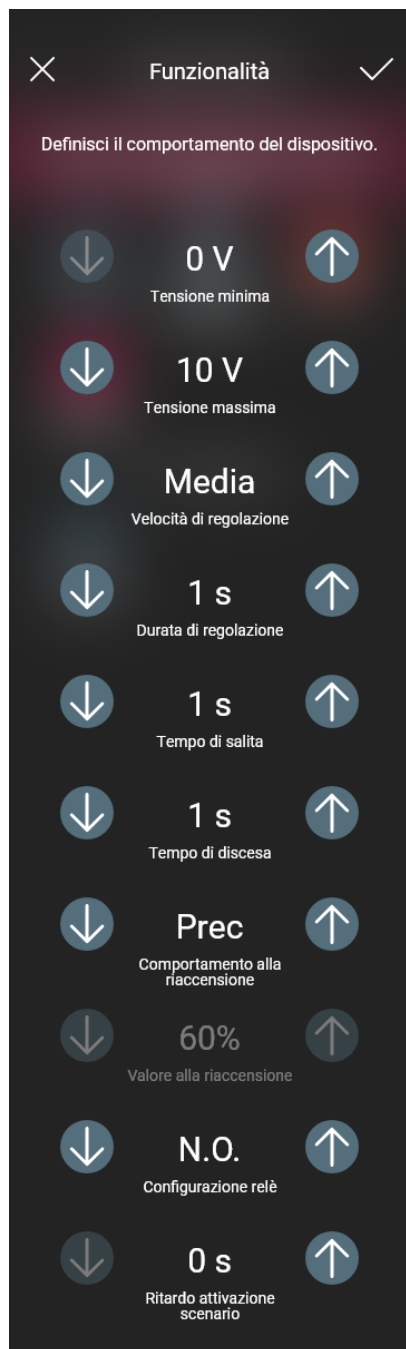 Funzionalità
Definisci il comportamento del dispositivo.
0 V
Tensione minima
10 V
Tensione massima
Media
Velocità di regolazione
1 s
Durata di regolazione
1 s
Tempo di salita
1 s
Tempo di discesa
Prec
Comportamento alla
riaccensione
60%
Valore alla riaccensione
N.O.
Configurazione relè
0 s
Ritardo attivazione
scenario